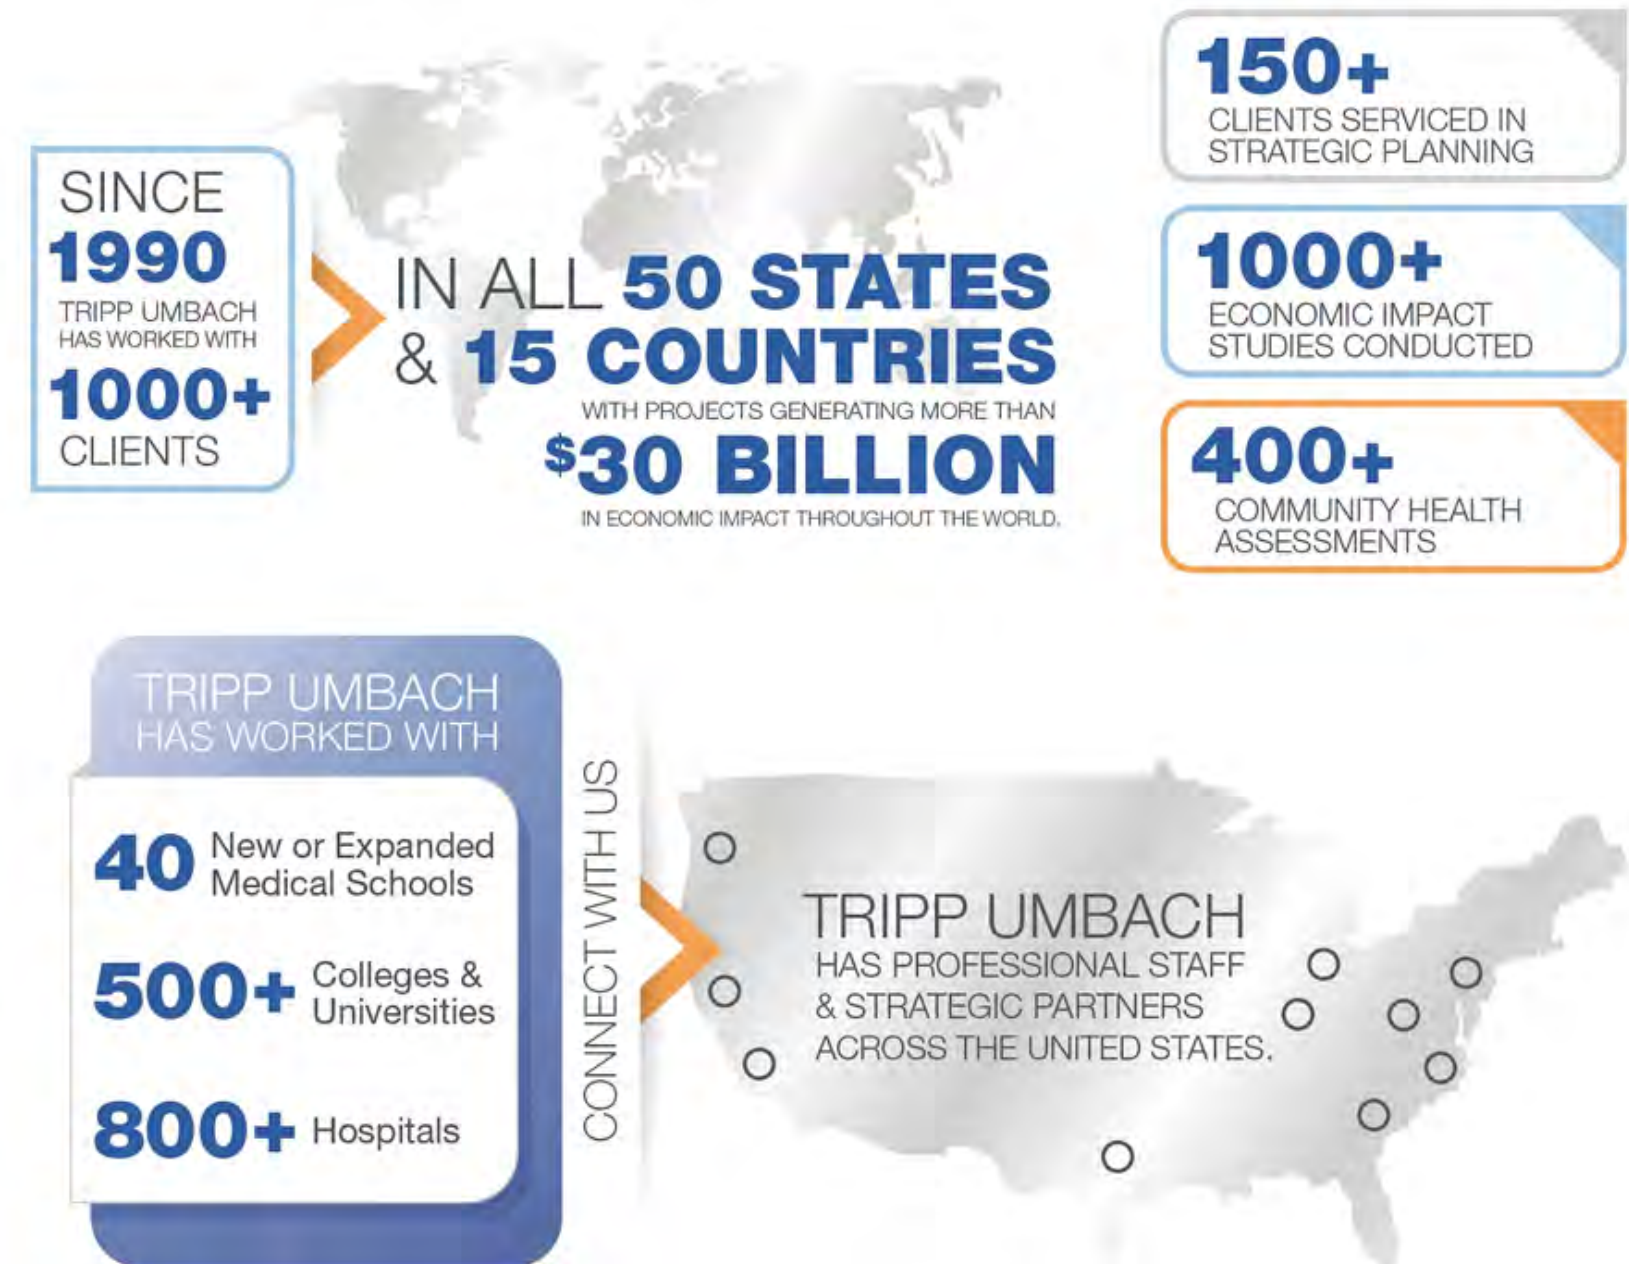 SINCE
1990
TRIPP UMBACH
HAS WORKED WITH
1000+
CLIENTS
IN ALL 50 STATES
& 15 COUNTRIES
WITH PROJECTS GENERATING MORE THAN
$30 BILLION
IN ECONOMIC IMPACT THROUGHOUT THE WORLD.
150+
CLIENTS SERVICED IN
STRATEGIC PLANNING
1000+
ECONOMIC IMPACT
STUDIES CONDUCTED
400+
COMMUNITY HEALTH
ASSESSMENTS
TRIPP UMBACH
HAS WORKED WITH
40 New or Expanded
Medical Schools
500+ Colleges &
Universities
800+ Hospitals
CONNECT WITH US
TRIPP UMBACH
HAS PROFESSIONAL STAFF
& STRATEGIC PARTNERS
ACROSS THE UNITED STATES.